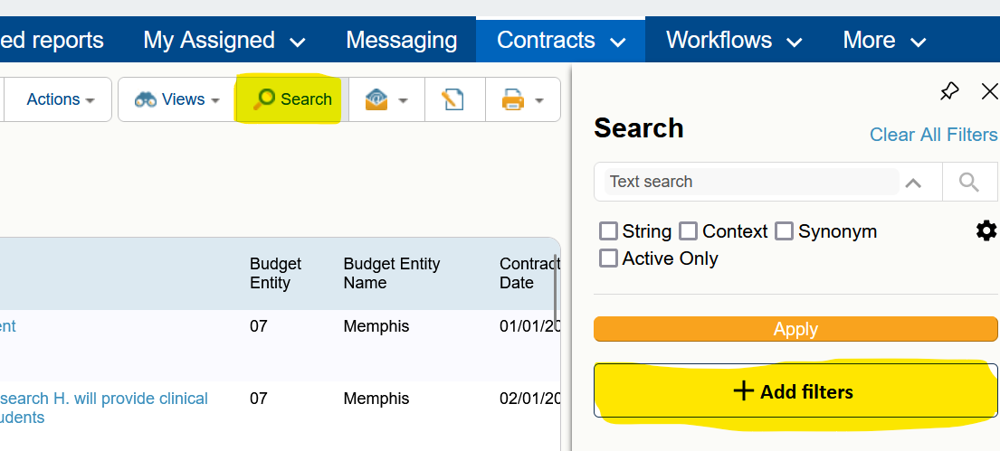 ed reports My Assigned Messaging Contracts Workflows More
Actions Views Search
Search
Clear All Filters
Text search
String Context Synonym
Active Only
Apply
+ Add filters
Budget Budget Entity Contract
Entity Name Date
ent 07 Memphis 01/01/20
search H. will provide clinical 07 Memphis 02/01/20
udents